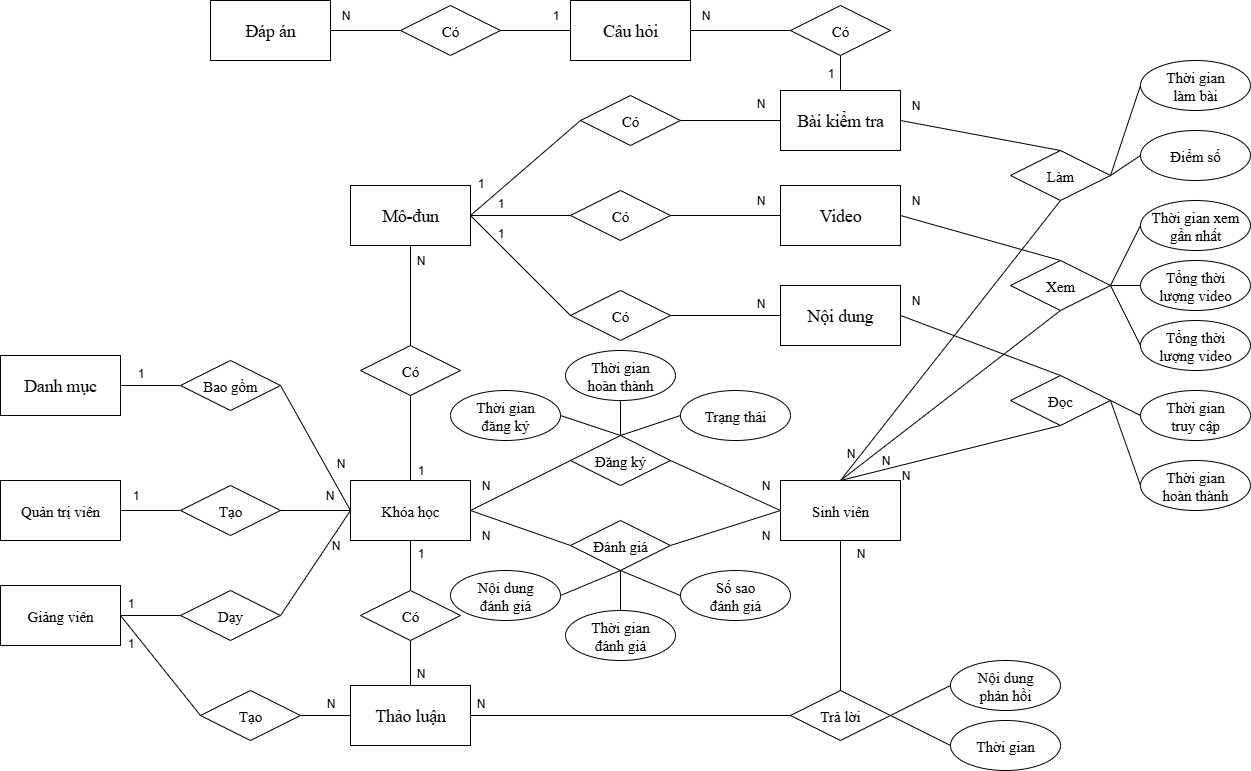 Đáp án
N
Có
1
Câu hỏi
N
Có
1
Thời gian
làm bài
Có
N
Bài kiểm tra
N
Làm
Điểm số
1
Mô-đun
1
Có
N
Video
N
Thời gian xem
gần nhất
1
N
Xem
Tổng thời
lượng video
Có
N
Nội dung
N
Tổng thời
lượng video
Danh mục
1
Bao gồm
Có
Thời gian
hoàn thành
Thời gian
đăng ký
Trạng thái
Đọc
Thời gian
truy cập
N
1
Đăng ký
N
N
N
Thời gian
hoàn thành
Quản trị viên
1
Tạo
N
Khóa học
N
N
Sinh viên
N
1
N
Đánh giá
N
N
Giảng viên
1
Dạy
Có
Nội dung
đánh giá
Số sao
đánh giá
Thời gian
đánh giá
1
N
Tạo
N
Thảo luận
N
Trả lời
Nội dung
phản hồi
Thời gian